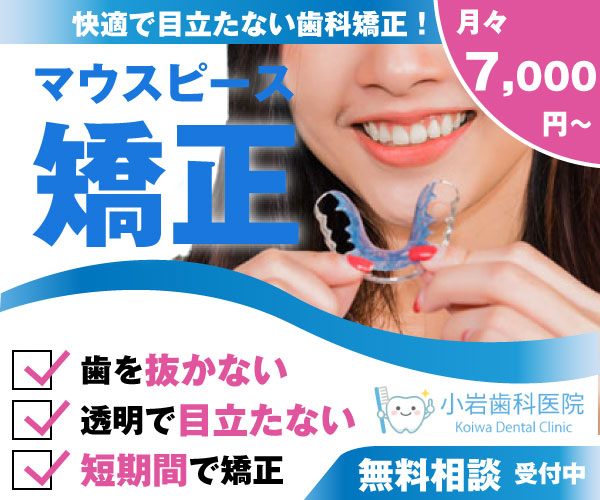 快適で目立たない歯科矯正！
月々
7,000
円～
マウスピース
矯正
歯を抜かない
透明で目立たない
短期間で矯正
小岩歯科医院
Koiwa Dental Clinic
無料相談 受付中